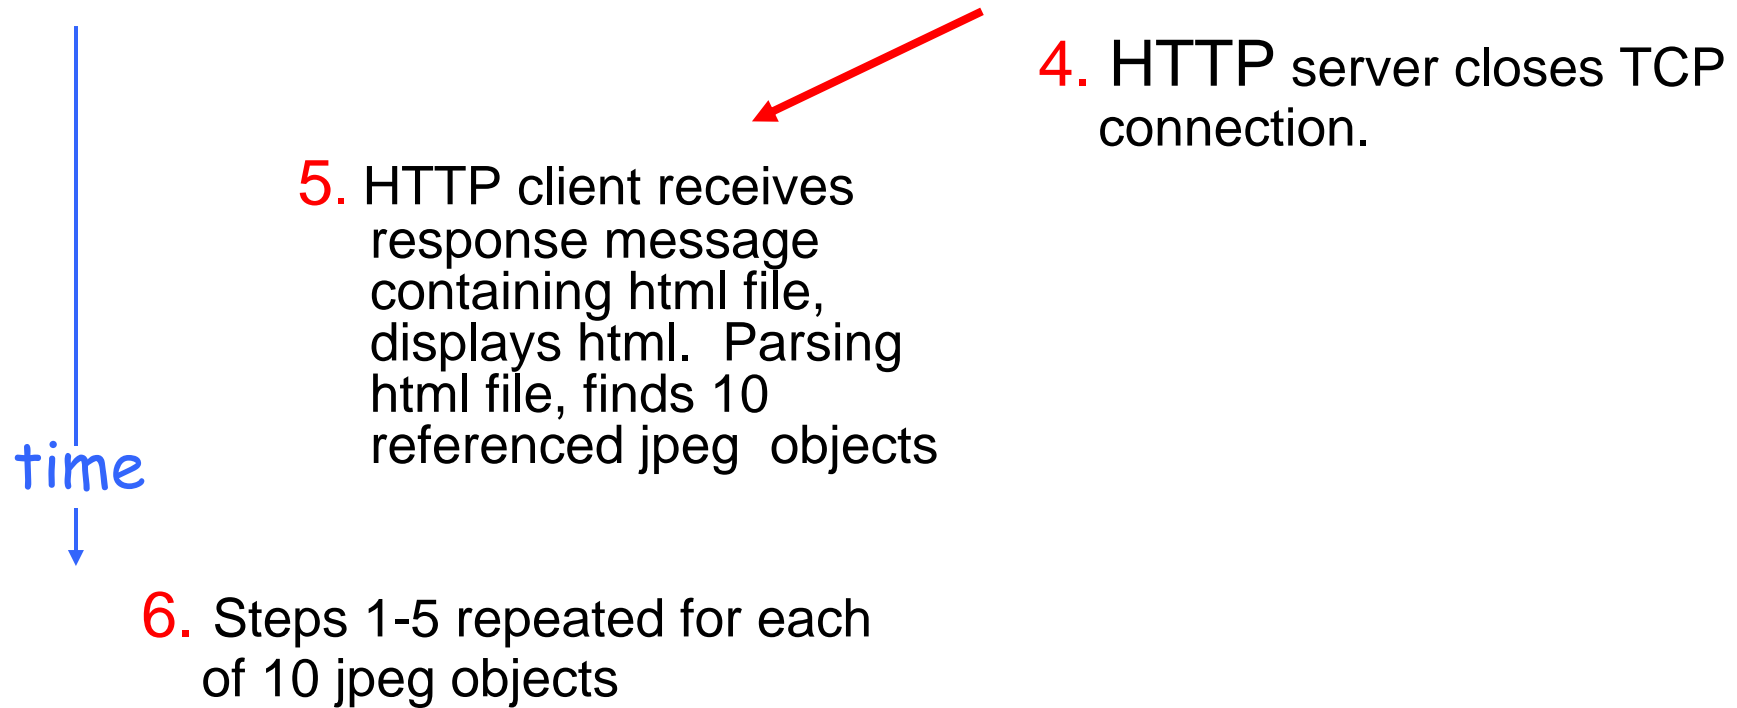 4. HTTP server closes TCP
connection.
5. HTTP client receives
response message
containing html file,
displays html.  Parsing
html file, finds 10
referenced jpeg  objects
time
6. Steps 1-5 repeated for each
of 10 jpeg objects